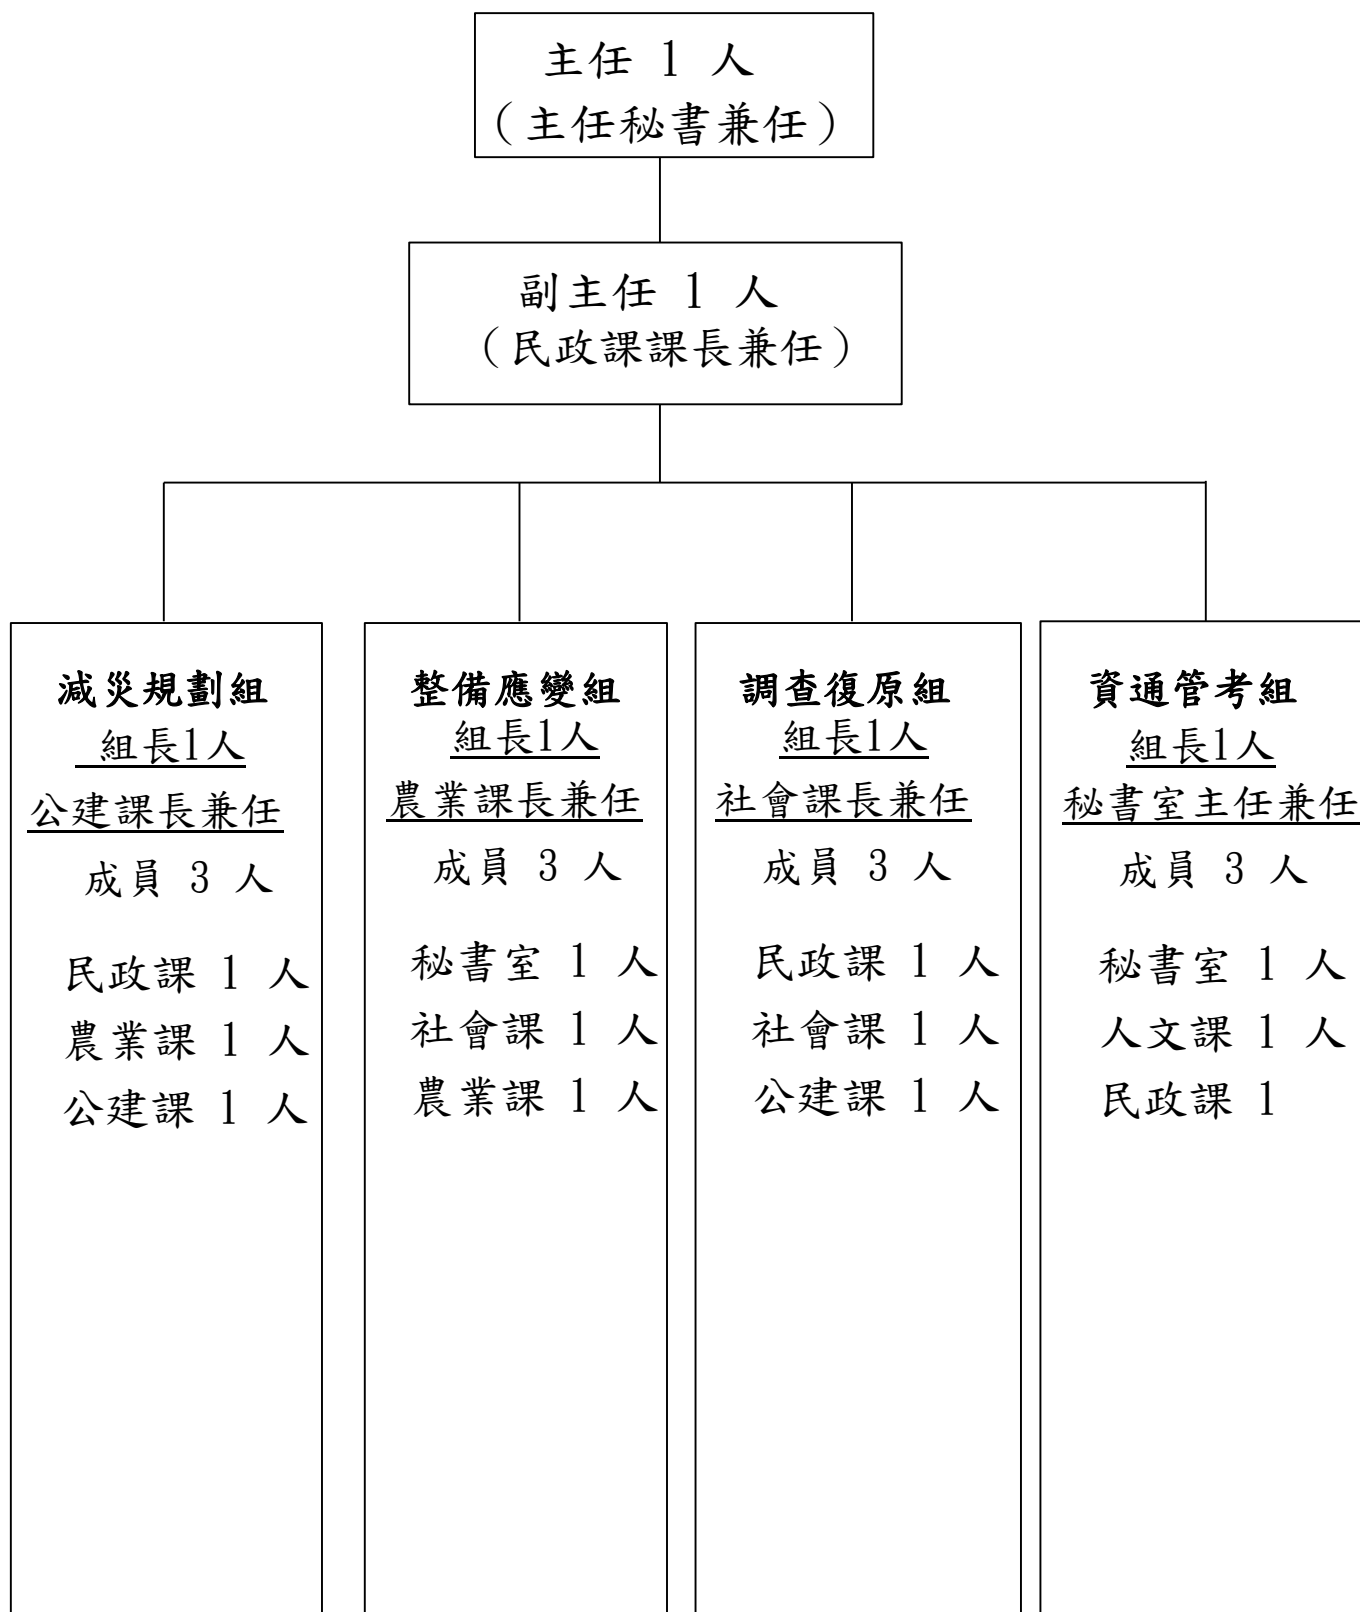 主任 1 人
（主任秘書兼任）
副主任 1 人
（民政課課長兼任）
減災規劃組
組長1人
公建課長兼任
成員 3 人
民政課 1 人
農業課 1 人
公建課 1 人
整備應變組
組長1人
農業課長兼任
成員 3 人
秘書室 1 人
社會課 1 人
農業課 1 人
調查復原組
組長1人
社會課長兼任
成員 3 人
民政課 1 人
社會課 1 人
公建課 1 人
資通管考組
組長1人
秘書室主任兼任
成員 3 人
秘書室 1 人
人文課 1 人
民政課 1